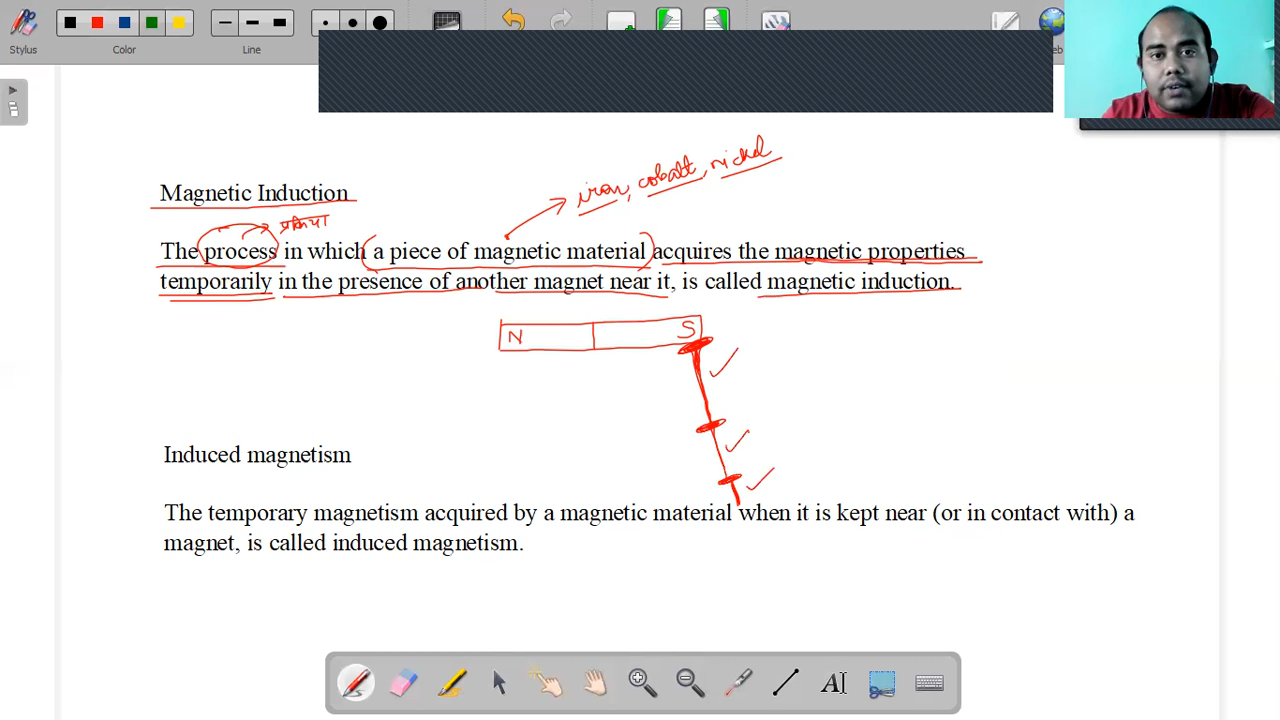 Stylus
Color
Line
iron, cobalt, nickel
Magnetic Induction
The process in which a piece of magnetic material acquires the magnetic properties
temporarily in the presence of another magnet near it, is called magnetic induction.
N
S
Induced magnetism
The temporary magnetism acquired by a magnetic material when it is kept near (or in contact with) a
magnet, is called induced magnetism.